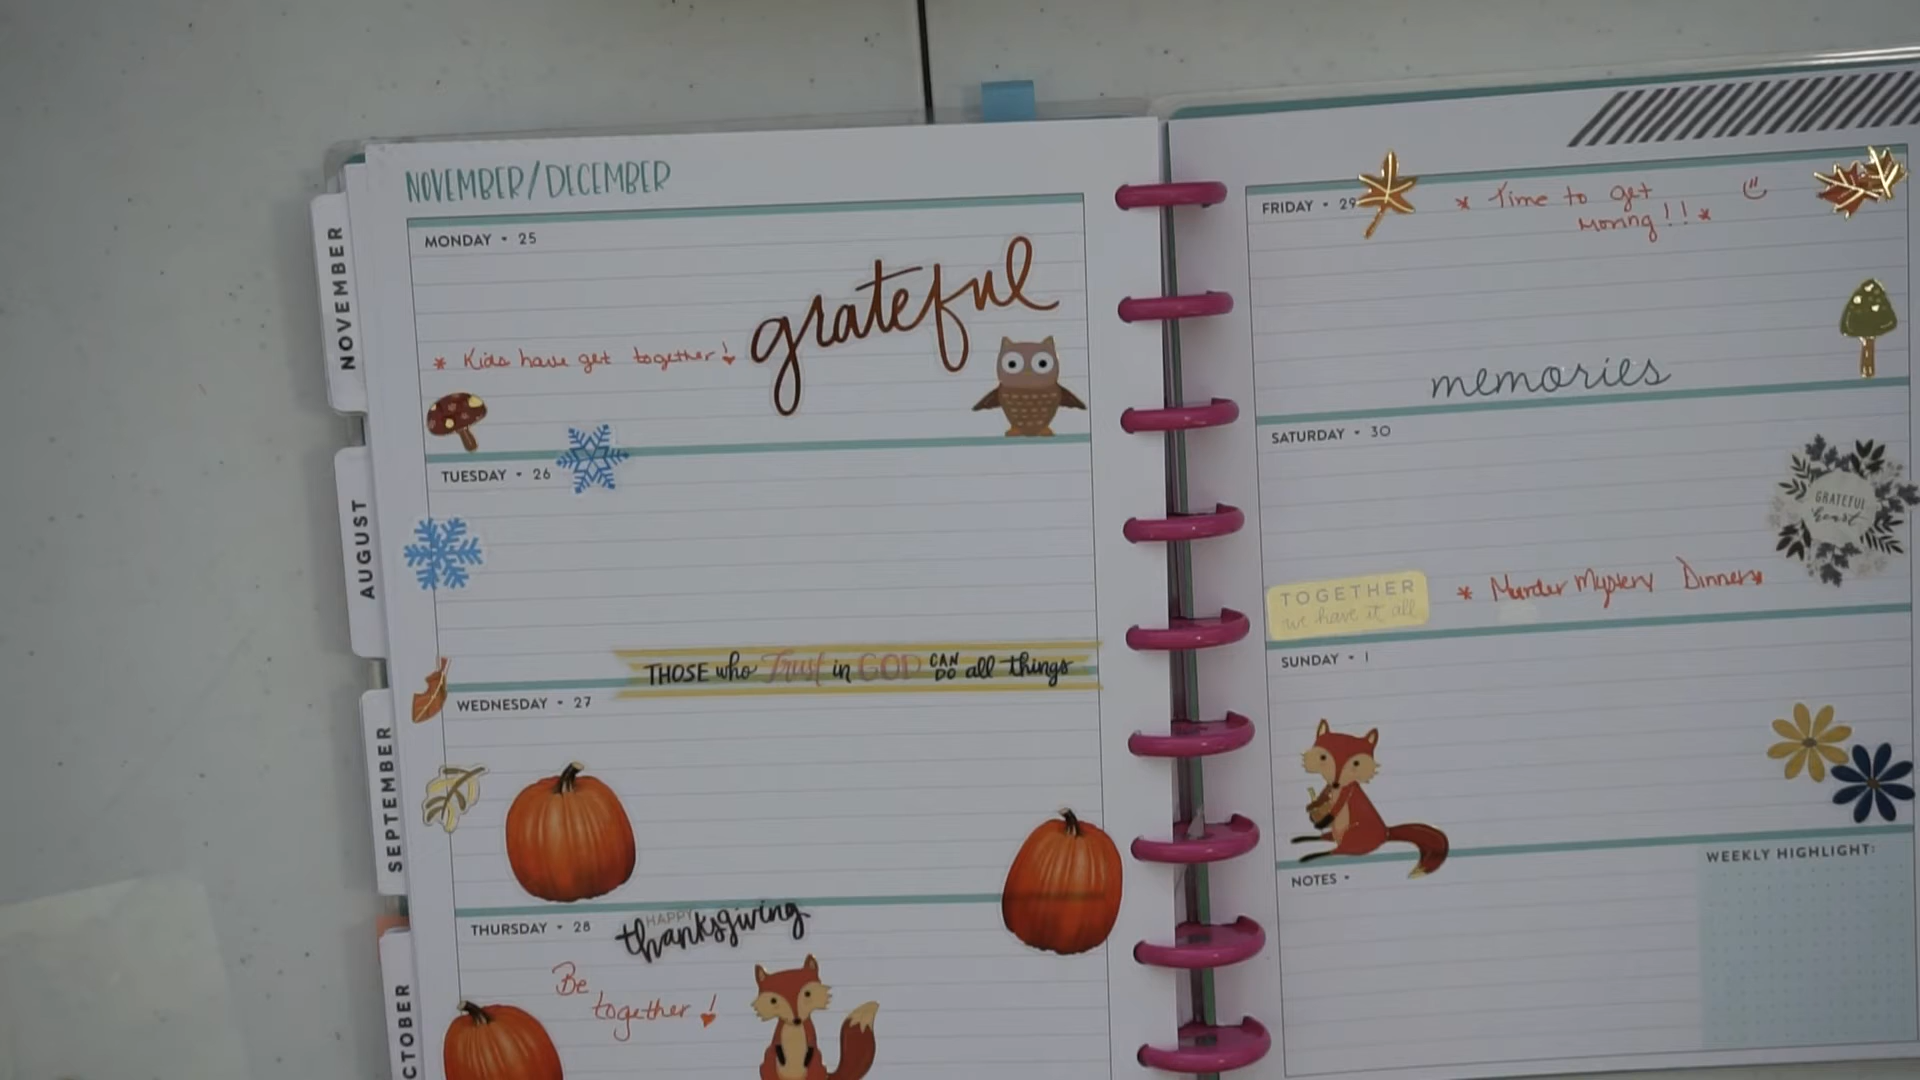 NOVEMBER/DECEMBER
NOVEMBER
AUGUST
SEPTEMBER
OCTOBER
MONDAY • 25
grateful
* Kids have get together!
TUESDAY • 26
THOSE who Trust in GOD CAN DO all things
WEDNESDAY • 27
THURSDAY • 28
HAPPY
thanksgiving
Be
together!
FRIDAY • 29
* Time to get
moving!! *
memories
SATURDAY • 30
GRATEFUL
heart
TOGETHER
we have it all
* Murder Mystery Dinner *
SUNDAY • 1
NOTES •
WEEKLY HIGHLIGHT: